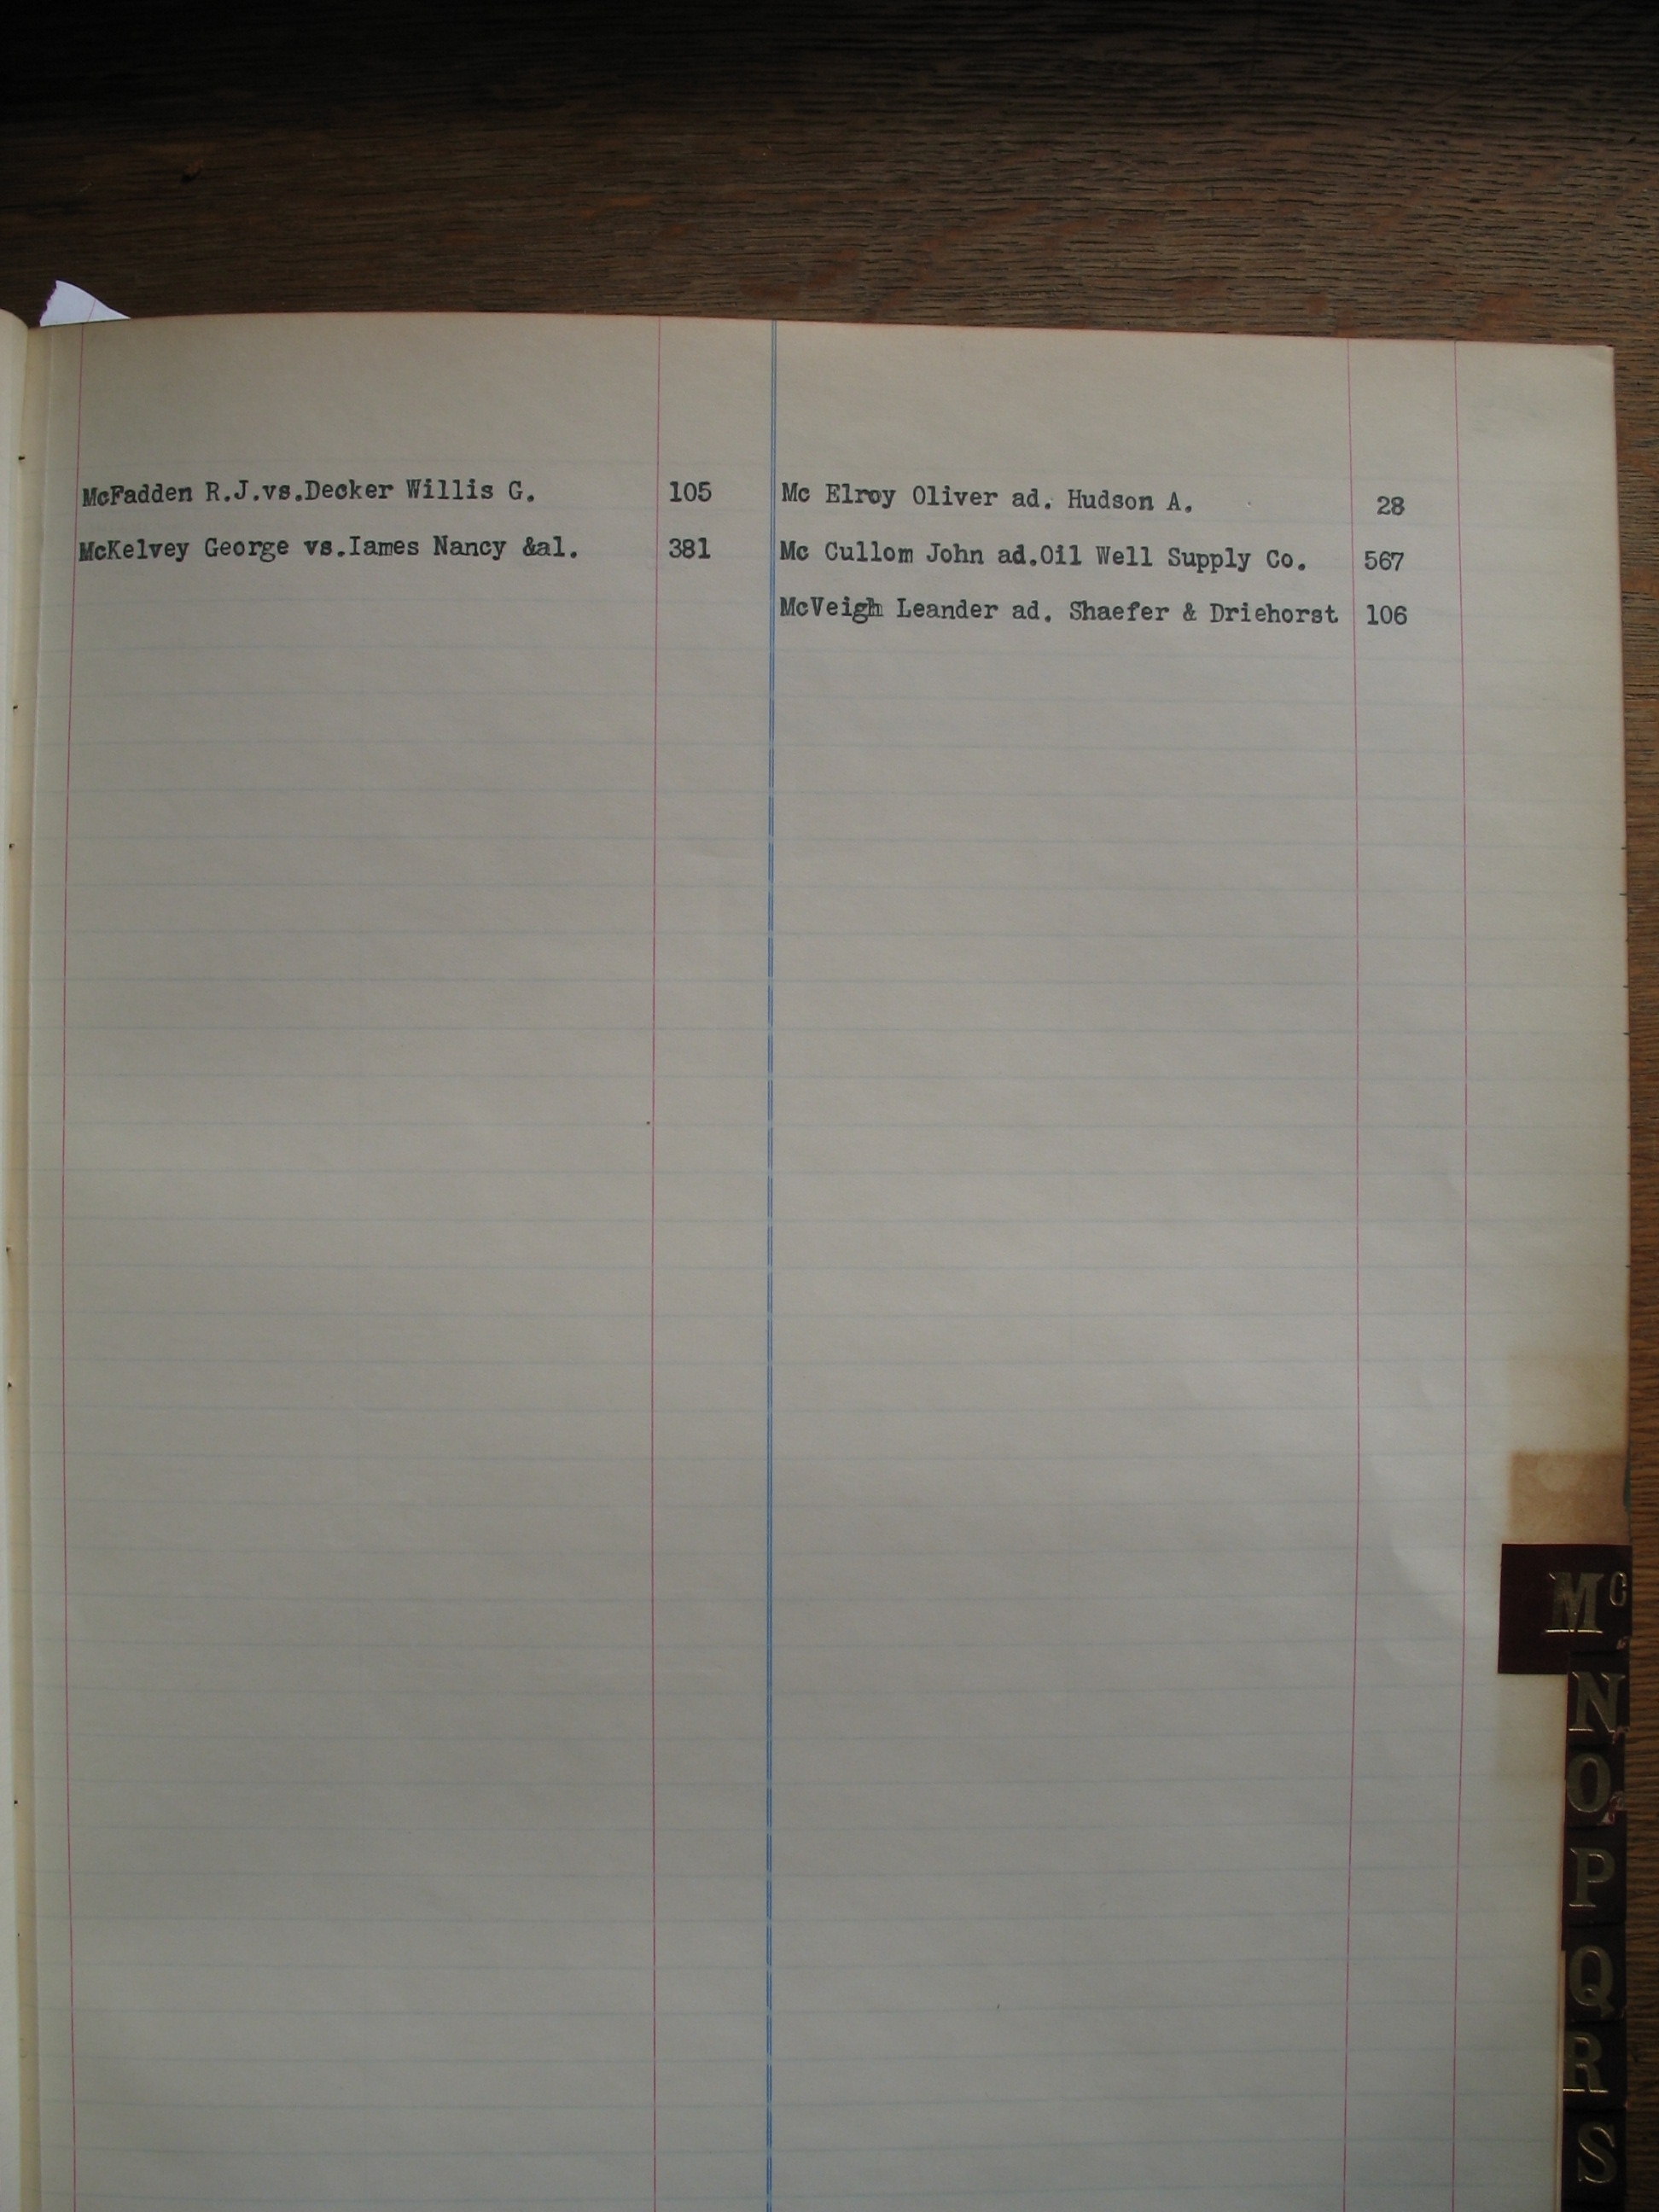 McFadden R.J.vs.Decker Willis G. 105
McKelvey George vs.Iames Nancy &al. 381
Mc Elroy Oliver ad. Hudson A. 28
Mc Cullom John ad.Oil Well Supply Co. 567
McVeigh Leander ad. Shaefer & Driehorst 106
Mc
N
O
P
Q
R
S